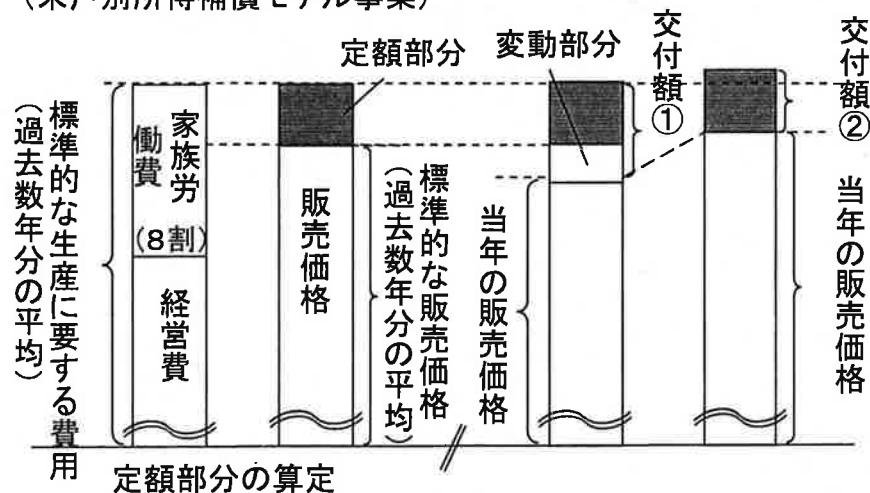 (米戸別所得補償モデル事業)
定額部分
変動部分
交付額①
交付額②
標準的な生産に要する費用
(過去数年分の平均)
家族労
働費
(8割)
経営費
販売価格
標準的な販売価格
(過去数年分の平均)
当年の販売価格
当年の販売価格
定額部分の算定